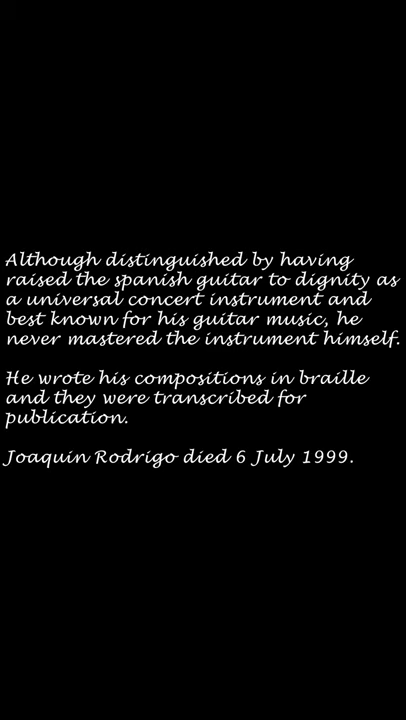 Although distinguished by having
raised the spanish guitar to dignity as
a universal concert instrument and
best known for his guitar music, he
never mastered the instrument himself.
He wrote his compositions in braille
and they were transcribed for
publication.
Joaquin Rodrigo died 6 July 1999.